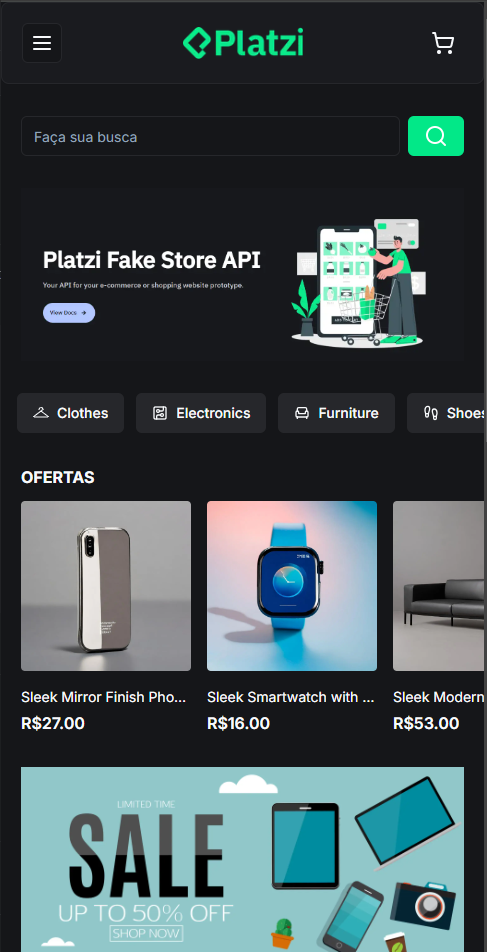 Platzi
Faça sua busca
Platzi Fake Store API
Your API for your e-commerce or shopping website prototype.
View Docs
Clothes
Electronics
Furniture
Shoes
OFERTAS
Sleek Mirror Finish Pho...
R$27.00
Sleek Smartwatch with ...
R$16.00
Sleek Modern
R$53.00
LIMITED TIME
SALE
UP TO 50% OFF
SHOP NOW